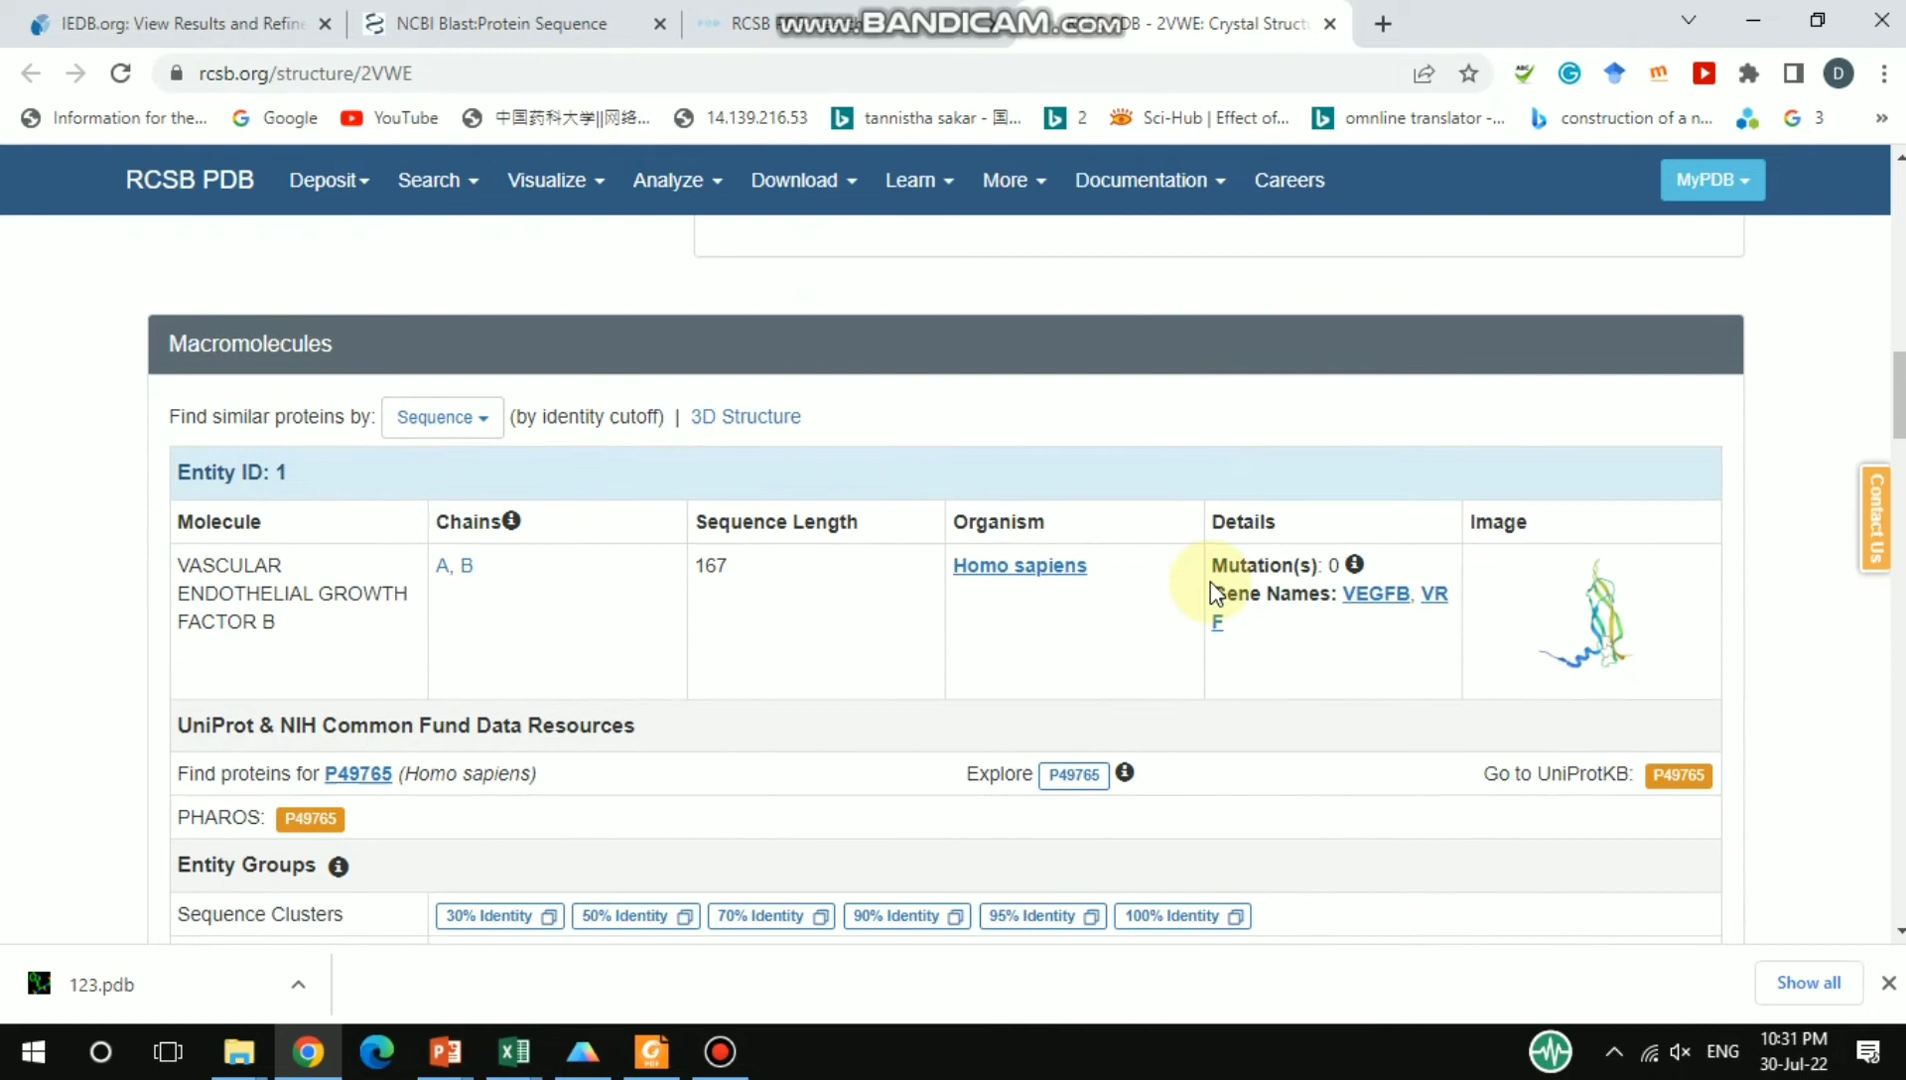 IEDB.org: View Results and Refine
NCBI Blast:Protein Sequence
RCSB
www.BANDICAM.com
DB - 2VWE: Crystal Struct
rcsb.org/structure/2VWE
D
Information for the...
Google
YouTube
中国药科大学||网络...
14.139.216.53
tannistha sakar - 国...
2
Sci-Hub | Effect of...
omnline translator -...
construction of a n...
3
»
RCSB PDB
Deposit
Search
Visualize
Analyze
Download
Learn
More
Documentation
Careers
MyPDB
Macromolecules
Find similar proteins by: Sequence (by identity cutoff) | 3D Structure
Entity ID: 1
Molecule Chains Sequence Length Organism Details Image
VASCULAR
ENDOTHELIAL GROWTH
FACTOR B
A, B
167
Homo sapiens
Mutation(s): 0
Gene Names: VEGFB, VR
F
Contact Us
UniProt & NIH Common Fund Data Resources
Find proteins for P49765 (Homo sapiens)
Explore P49765
Go to UniProtKB: P49765
PHAROS: P49765
Entity Groups
Sequence Clusters 30% Identity 50% Identity 70% Identity 90% Identity 95% Identity 100% Identity
123.pdb
Show all
ENG
10:31 PM
30-Jul-22